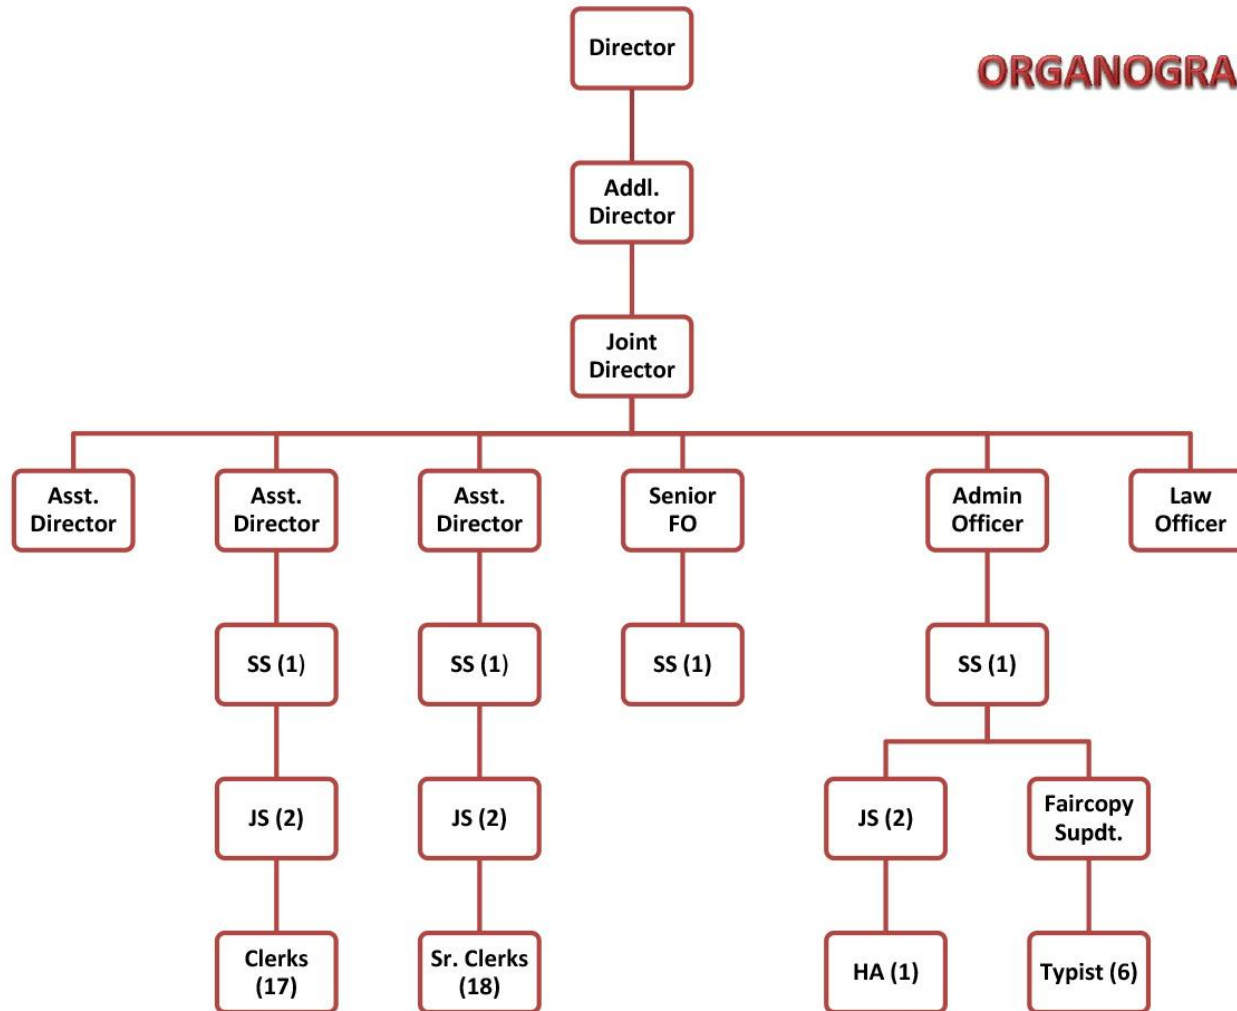 Director
ORGANOGRA
Addl.
Director
Joint
Director
Asst.
Director
Asst.
Director
Asst.
Director
Senior
FO
Admin
Officer
Law
Officer
SS (1)
SS (1)
SS (1)
SS (1)
JS (2)
JS (2)
JS (2)
Faircopy
Supdt.
Clerks
(17)
Sr. Clerks
(18)
HA (1)
Typist (6)